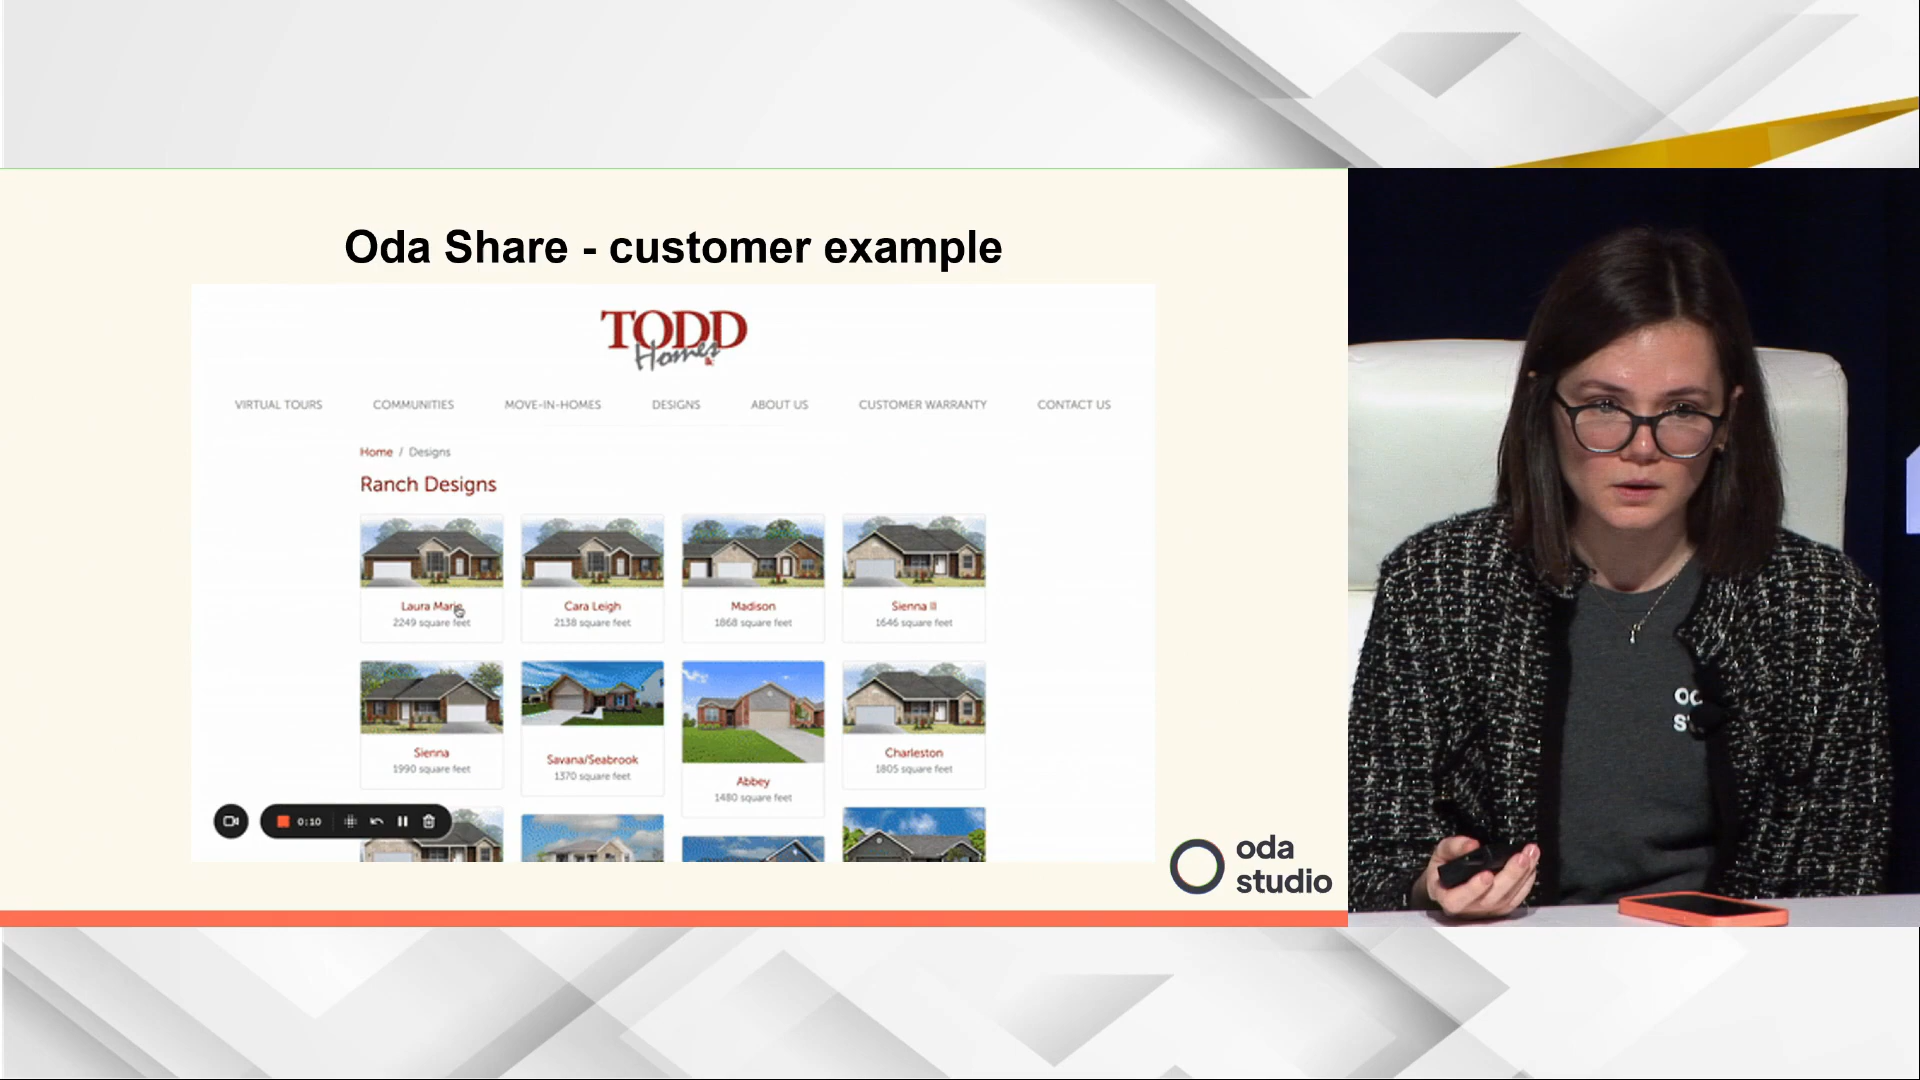 Oda Share - customer example
TODD
Homes
VIRTUAL TOURS COMMUNITIES MOVE-IN-HOMES DESIGNS ABOUT US CUSTOMER WARRANTY CONTACT US
Home / Designs
Ranch Designs
Laura Marie Cara Leigh Madison Sienna II
2249 square feet 2138 square feet 1868 square feet 1646 square feet
Sienna Savana/Seabrook Abbey Charleston
1990 square feet 1370 square feet 1480 square feet 1805 square feet
0:10
oda
studio